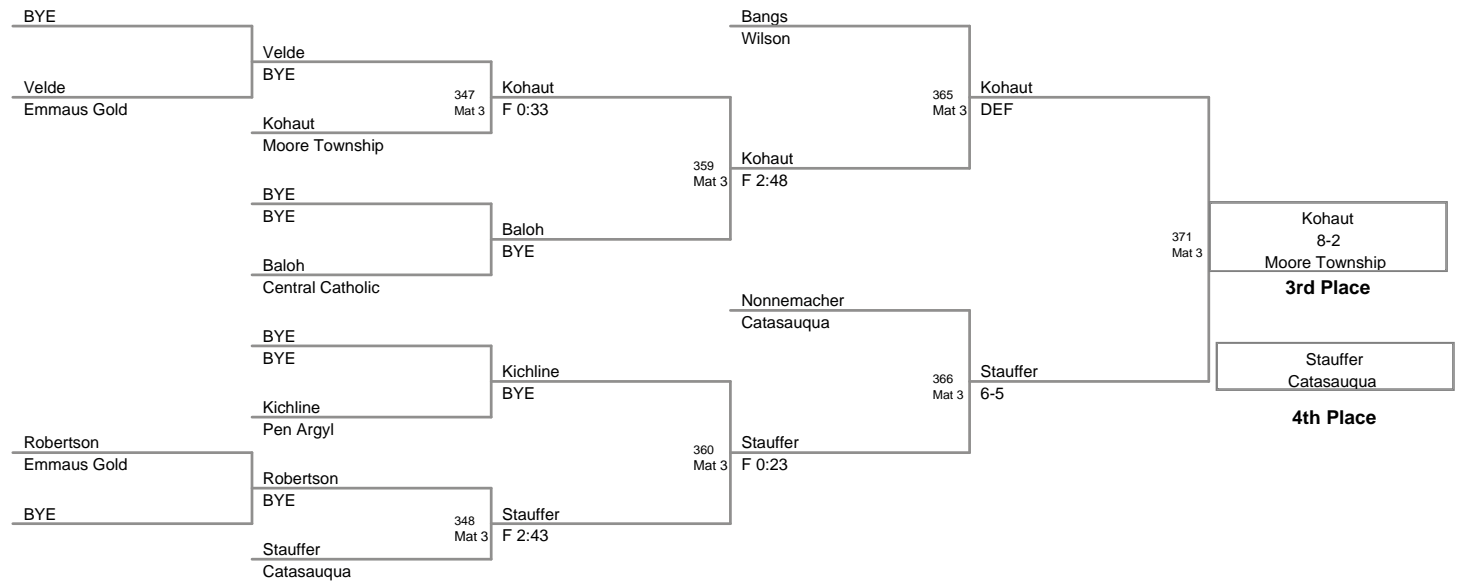 BYE
Velde
Emmaus Gold
Velde
BYE
347
Mat 3
Kohaut
Moore Township
Kohaut
F 0:33
BYE
BYE
Baloh
Central Catholic
Baloh
BYE
359
Mat 3
Kohaut
F 2:48
Bangs
Wilson
365
Mat 3
Kohaut
DEF
BYE
BYE
Kichline
Pen Argyl
Kichline
BYE
Robertson
Emmaus Gold
BYE
Robertson
BYE
348
Mat 3
Stauffer
Catasauqua
Stauffer
F 2:43
360
Mat 3
Stauffer
F 0:23
Nonnemacher
Catasauqua
366
Mat 3
Stauffer
6-5
371
Mat 3
Kohaut
8-2
Moore Township
3rd Place
Stauffer
Catasauqua
4th Place